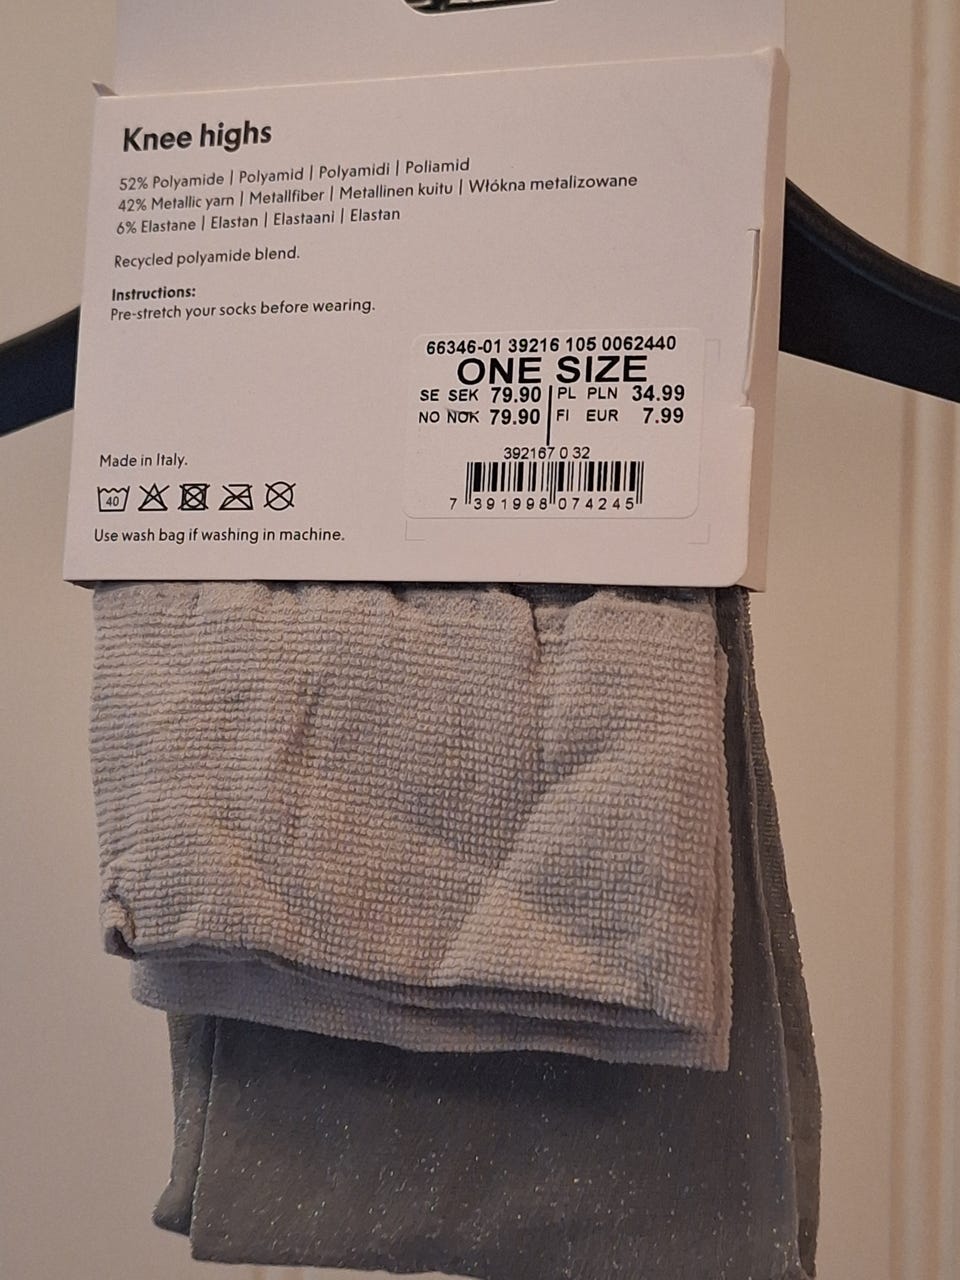 Knee highs
52% Polyamide | Polyamid | Polyamidi | Poliamid
42% Metallic yarn | Metallfiber | Metallinen kuitu | Włókna metalizowane
6% Elastane | Elastan | Elastaani | Elastan
Recycled polyamide blend.
Instructions:
Pre-stretch your socks before wearing.
66346-01 39216 105 0062440
ONE SIZE
SE SEK 79.90 | PL PLN 34.99
NO NOK 79.90 | FI EUR 7.99
392167 0 32
7 391998 074245
Made in Italy.
40
Use wash bag if washing in machine.